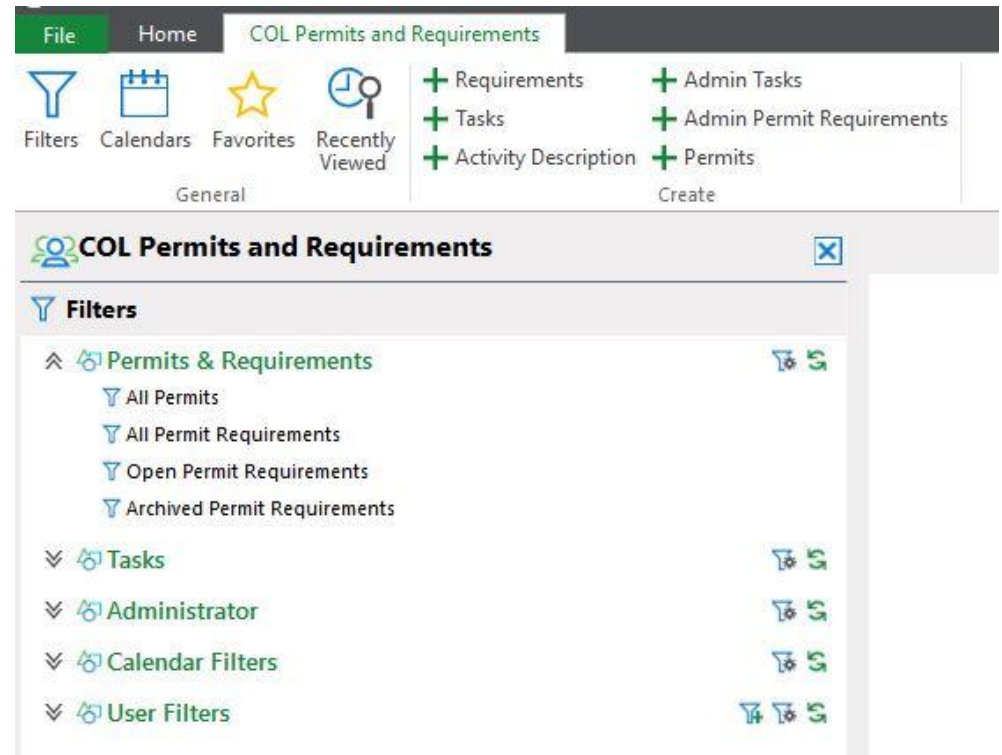 File Home COL Permits and Requirements
Requirements Admin Tasks
Tasks Admin Permit Requirements
Activity Description Permits
Filters Calendars Favorites Recently
Viewed
General Create
COL Permits and Requirements
Filters
Permits & Requirements
All Permits
All Permit Requirements
Open Permit Requirements
Archived Permit Requirements
Tasks
Administrator
Calendar Filters
User Filters